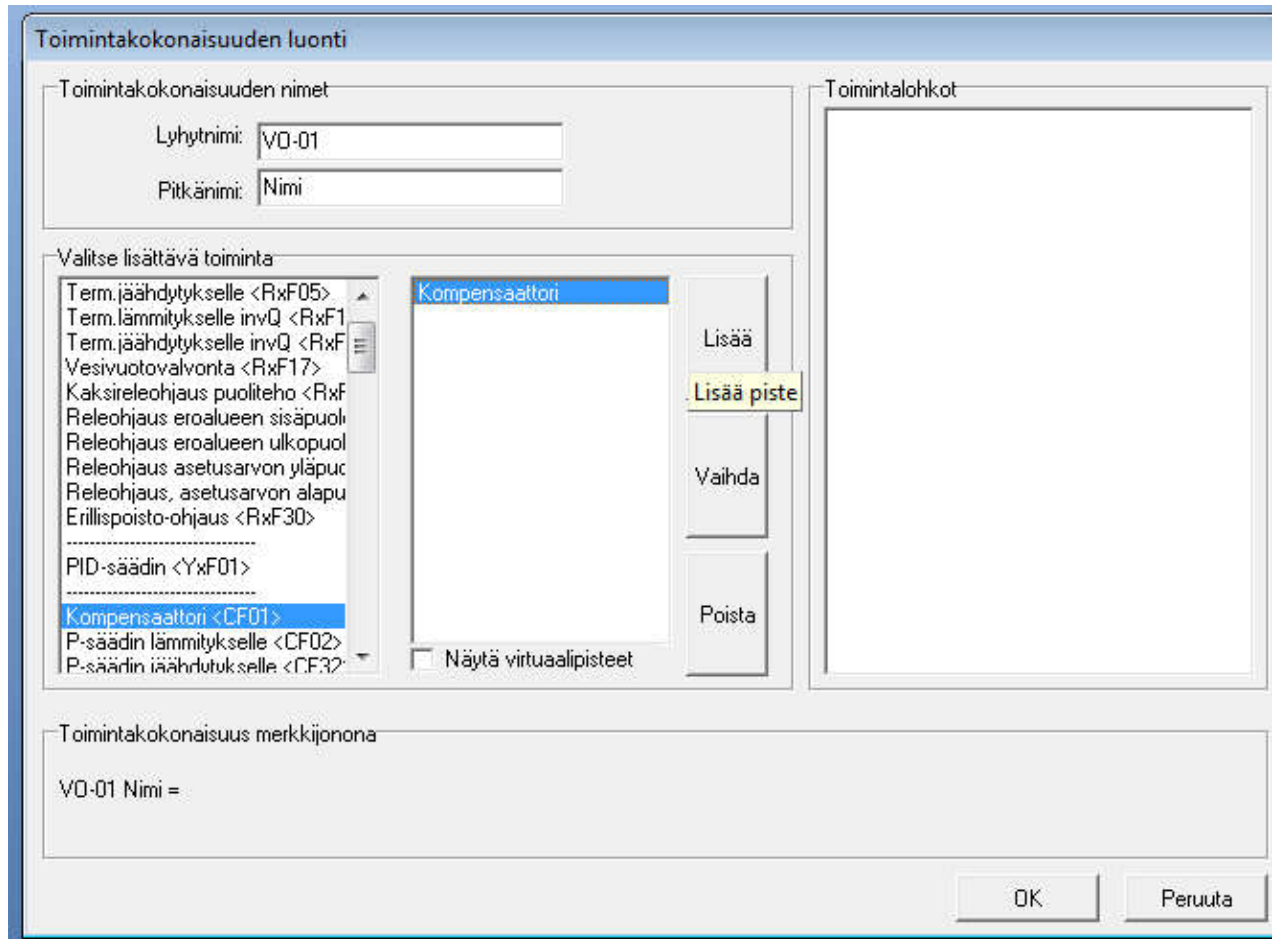 Toimintakokonaisuuden luonti
Toimintakokonaisuuden nimet
Lyhytnimi: VO-01
Pitkänimi: Nimi
Valitse lisättävä toiminta
Term.jäähdytykselle <RxF05>
Term.lämmitykselle invQ <RxF1
Term.jäähdytykselle invQ <RxF
Vesivuotovalvonta <RxF17>
Kaksireleohjaus puoliteho <RxF
Releohjaus eroalueen sisäpuol
Releohjaus eroalueen ulkopuol
Releohjaus asetusarvon yläpuo
Releohjaus, asetusarvon alapu
Erillispoisto-ohjaus <RxF30>
--------------------------------
PID-säädin <YxF01>
--------------------------------
Kompensaattori <CF01>
P-säädin lämmitykselle <CF02>
P-säädin jäähdytykselle <CF32>
Kompensaattori
Näytä virtuaalipisteet
Lisää
Lisää piste
Vaihda
Poista
Toimintalohkot
Toimintakokonaisuus merkkijonona
VO-01 Nimi =
OK
Peruuta